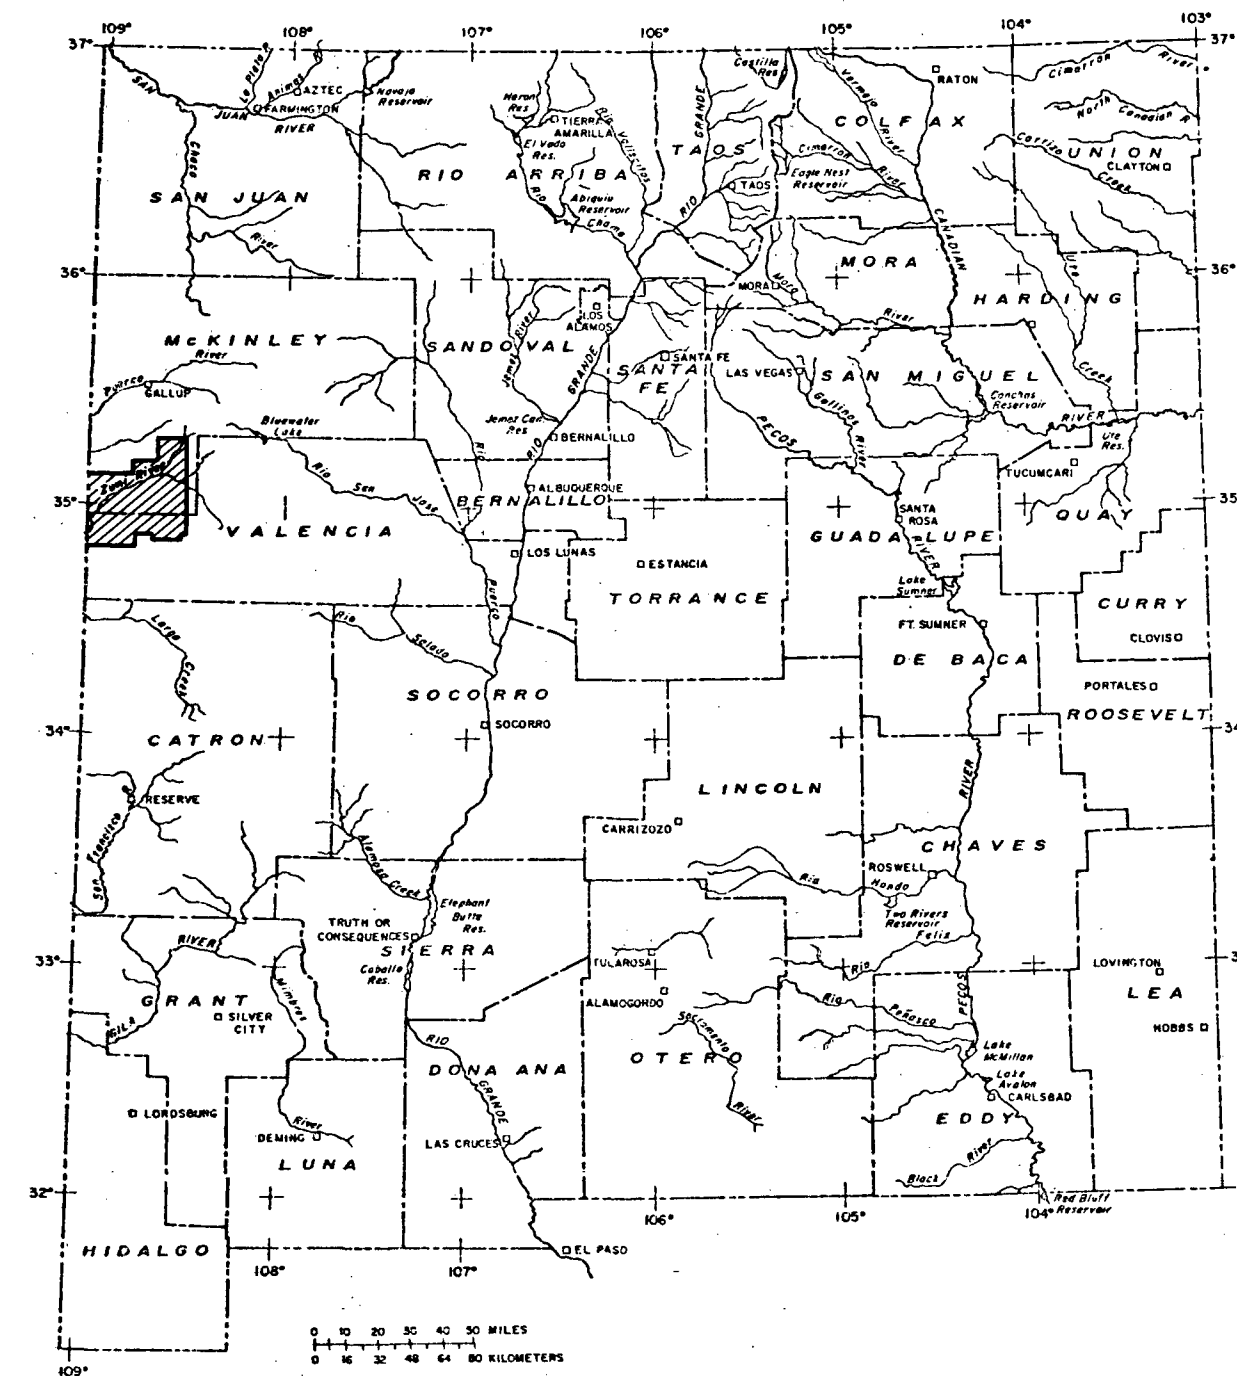 109°
108°
107°
106°
105°
104°
103°
37°
37°
SAN
JUAN
RIVER
La Plata R
Animas
AZTEC
FARMINGTON
Navajo
Reservoir
Chaco
River
SAN JUAN
Heron
Res
TIERRA
AMARILLA
El Vado
Res.
Rio Vallecitos
RIO ARRIBA
Abiquiu
Reservoir
Rio
Chama
Costilla
Res.
GRANDE
RIO
TAOS
TAOS
Vermejo
River
RATON
COLFAX
Cimarron
River
Eagle Nest
Reservoir
CANADIAN
Cimarron River
North Canadian R
Carrizo
Creek
UNION
CLAYTON
36°
36°
MORA
MORA
Mora
River
HARDING
Ute
Creek
McKINLEY
Puerco
River
GALLUP
Bluewater
Lake
Zuni River
SANDOVAL
LOS
ALAMOS
Jemez River
GRANDE
Jemez Can.
Res
RIO
BERNALILLO
SANTA FE
SANTA
FE
LAS VEGAS
SAN MIGUEL
Gallinas
River
PECOS
Conchas
Reservoir
RIVER
Ute
Res.
TUCUMCARI
QUAY
35°
35
Rio
San
Jose
Rio
Puerco
ALBUQUERQUE
BERNALILLO
VALENCIA
LOS LUNAS
ESTANCIA
TORRANCE
SANTA
ROSA
GUADALUPE
RIVER
Lake
Sumner
FT. SUMNER
DE BACA
CURRY
CLOVIS
PORTALES
ROOSEVELT
Largo
Creek
Rio
Salado
SOCORRO
SOCORRO
34°
34
CATRON
RESERVE
San Francisco
R
LINCOLN
CARRIZOZO
RIVER
CHAVES
ROSWELL
Rio
Hondo
Two Rivers
Reservoir
Rio
Felix
Alamosa Creek
Elephant
Butte
Res.
TRUTH OR
CONSEQUENCES
SIERRA
Caballo
Res.
33°
3
RIVER
GILA
GRANT
SILVER
CITY
Mimbres
River
TULAROSA
ALAMOGORDO
OTERO
Sacramento
River
Rio
Peñasco
PECOS
Lake
McMillan
Lake
Avalon
CARLSBAD
EDDY
Black
River
Red Bluff
Reservoir
LOVINGTON
LEA
HOBBS
RIO
GRANDE
DONA ANA
LAS CRUCES
LORDSBURG
DEMING
LUNA
32°
HIDALGO
EL PASO
106°
105°
104°
108°
107°
109°
0 10 20 30 40 50 MILES
0 16 32 48 64 80 KILOMETERS